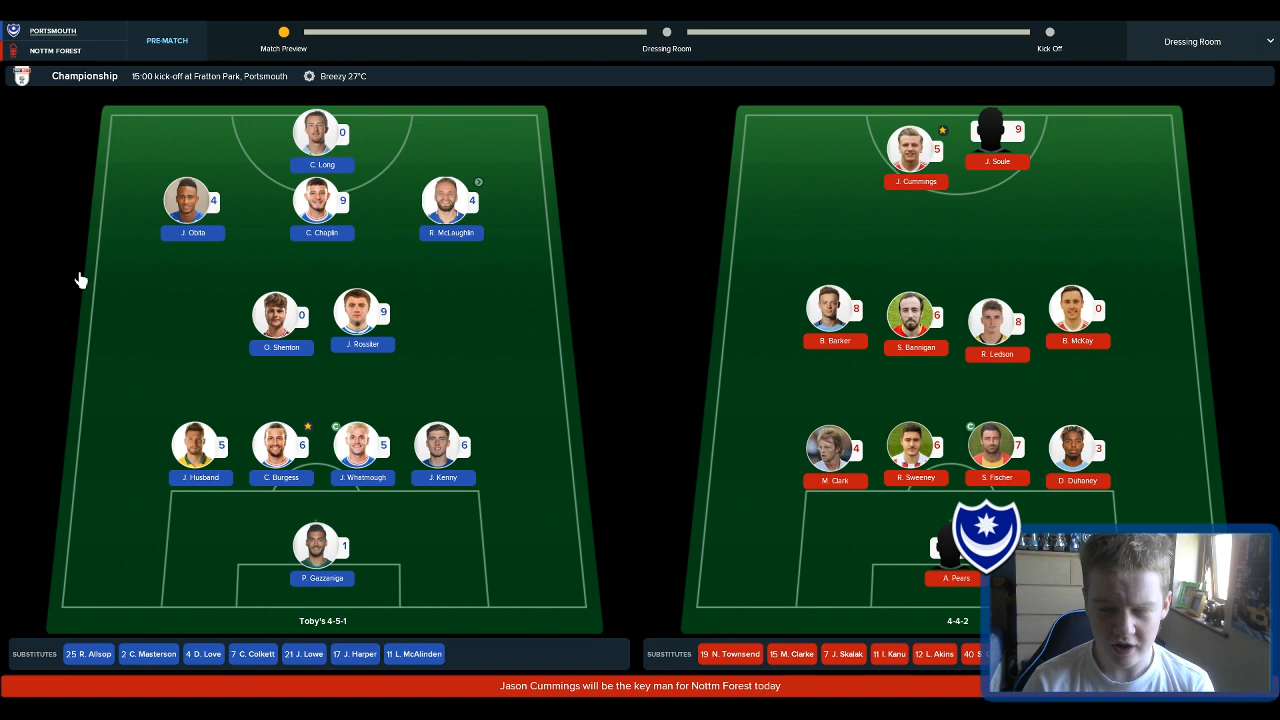 PORTSMOUTH
NOTTM FOREST
PRE-MATCH
Match Preview
Dressing Room
Kick Off
Dressing Room
Championship 15:00 kick-off at Fratton Park, Portsmouth Breezy 27°C
0
C. Long
4
J. Obita
9
C. Chaplin
4
R. McLaughlin
0
O. Shenton
9
J. Rossiter
5
J. Husband
6
C. Burgess
C
5
J. Whatmough
6
J. Kenny
1
P. Gazzaniga
Toby's 4-5-1
SUBSTITUTES 25 R. Allsop 2 C. Masterson 4 D. Love 7 C. Colkett 21 J. Lowe 17 J. Harper 11 L. McAlinden
5
J. Cummings
9
J. Soule
8
B. Barker
6
S. Bannigan
8
R. Ledson
0
B. McKay
4
M. Clark
6
R. Sweeney
C
7
S. Fischer
3
D. Duhaney
A. Pears
4-4-2
SUBSTITUTES 19 N. Townsend 15 M. Clarke 7 J. Skalak 11 I. Kanu 12 L. Akins 40
Jason Cummings will be the key man for Nottm Forest today